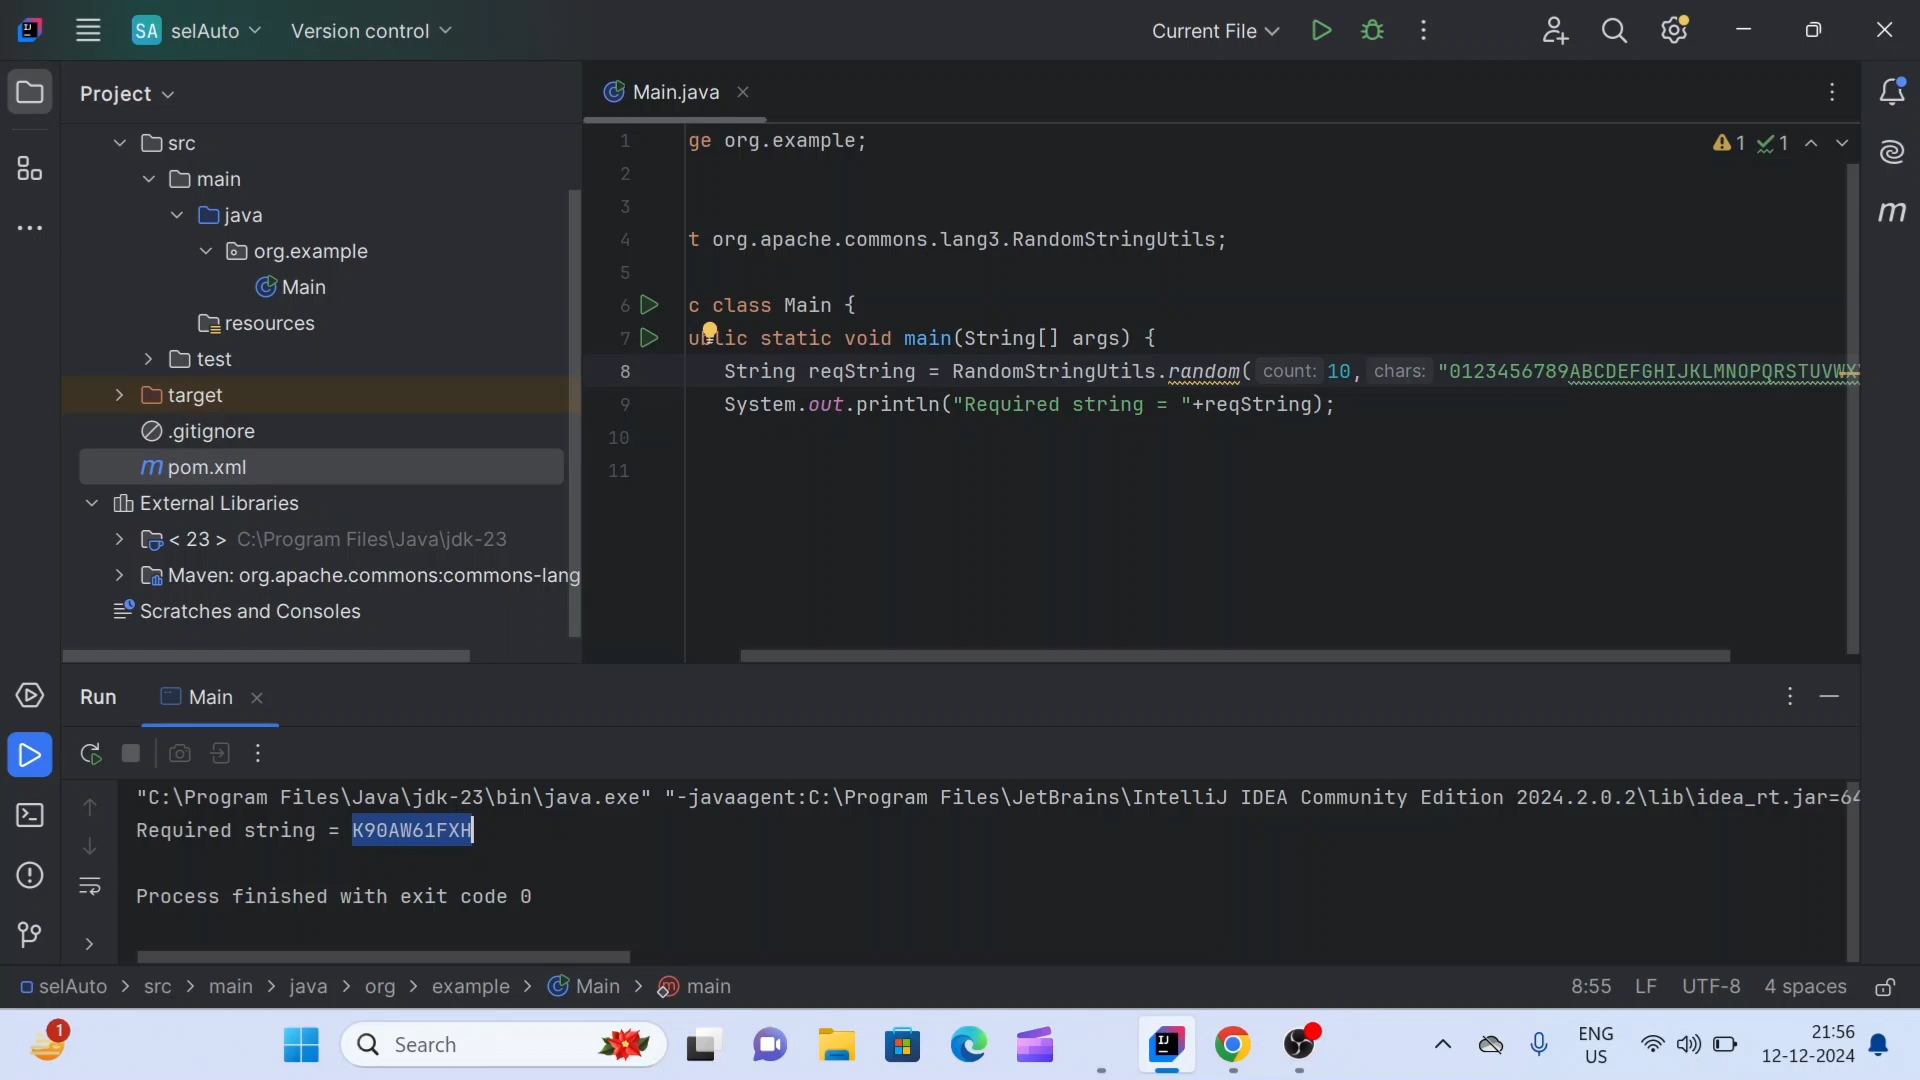 SA selAuto Version control Current File
Project
Main.java
src
main
java
org.example
Main
resources
test
target
.gitignore
m pom.xml
External Libraries
< 23 > C:\Program Files\Java\jdk-23
Maven: org.apache.commons:commons-lang
Scratches and Consoles
1 ge org.example;
2
3
4 t org.apache.commons.lang3.RandomStringUtils;
5
6 c class Main {
7 ublic static void main(String[] args) {
8 String reqString = RandomStringUtils.random( count: 10, chars: "0123456789ABCDEFGHIJKLMNOPQRSTUVWX
9 System.out.println("Required string = "+reqString);
10
11
1 1
m
Run Main
"C:\Program Files\Java\jdk-23\bin\java.exe" "-javaagent:C:\Program Files\JetBrains\IntelliJ IDEA Community Edition 2024.2.0.2\lib\idea_rt.jar=64
Required string = K90AW61FXH
Process finished with exit code 0
selAuto > src > main > java > org > example > Main > main 8:55 LF UTF-8 4 spaces
1
Search
ENG
US
21:56
12-12-2024